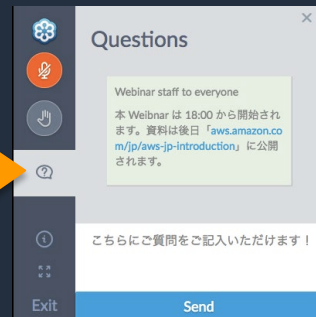 Questions
Webinar staff to everyone
本 Weibnar は 18:00 から開始され
ます。資料は後日「aws.amazon.co
m/jp/aws-jp-introduction」に公開
されます。
こちらにご質問をご記入いただけます！
Exit
Send